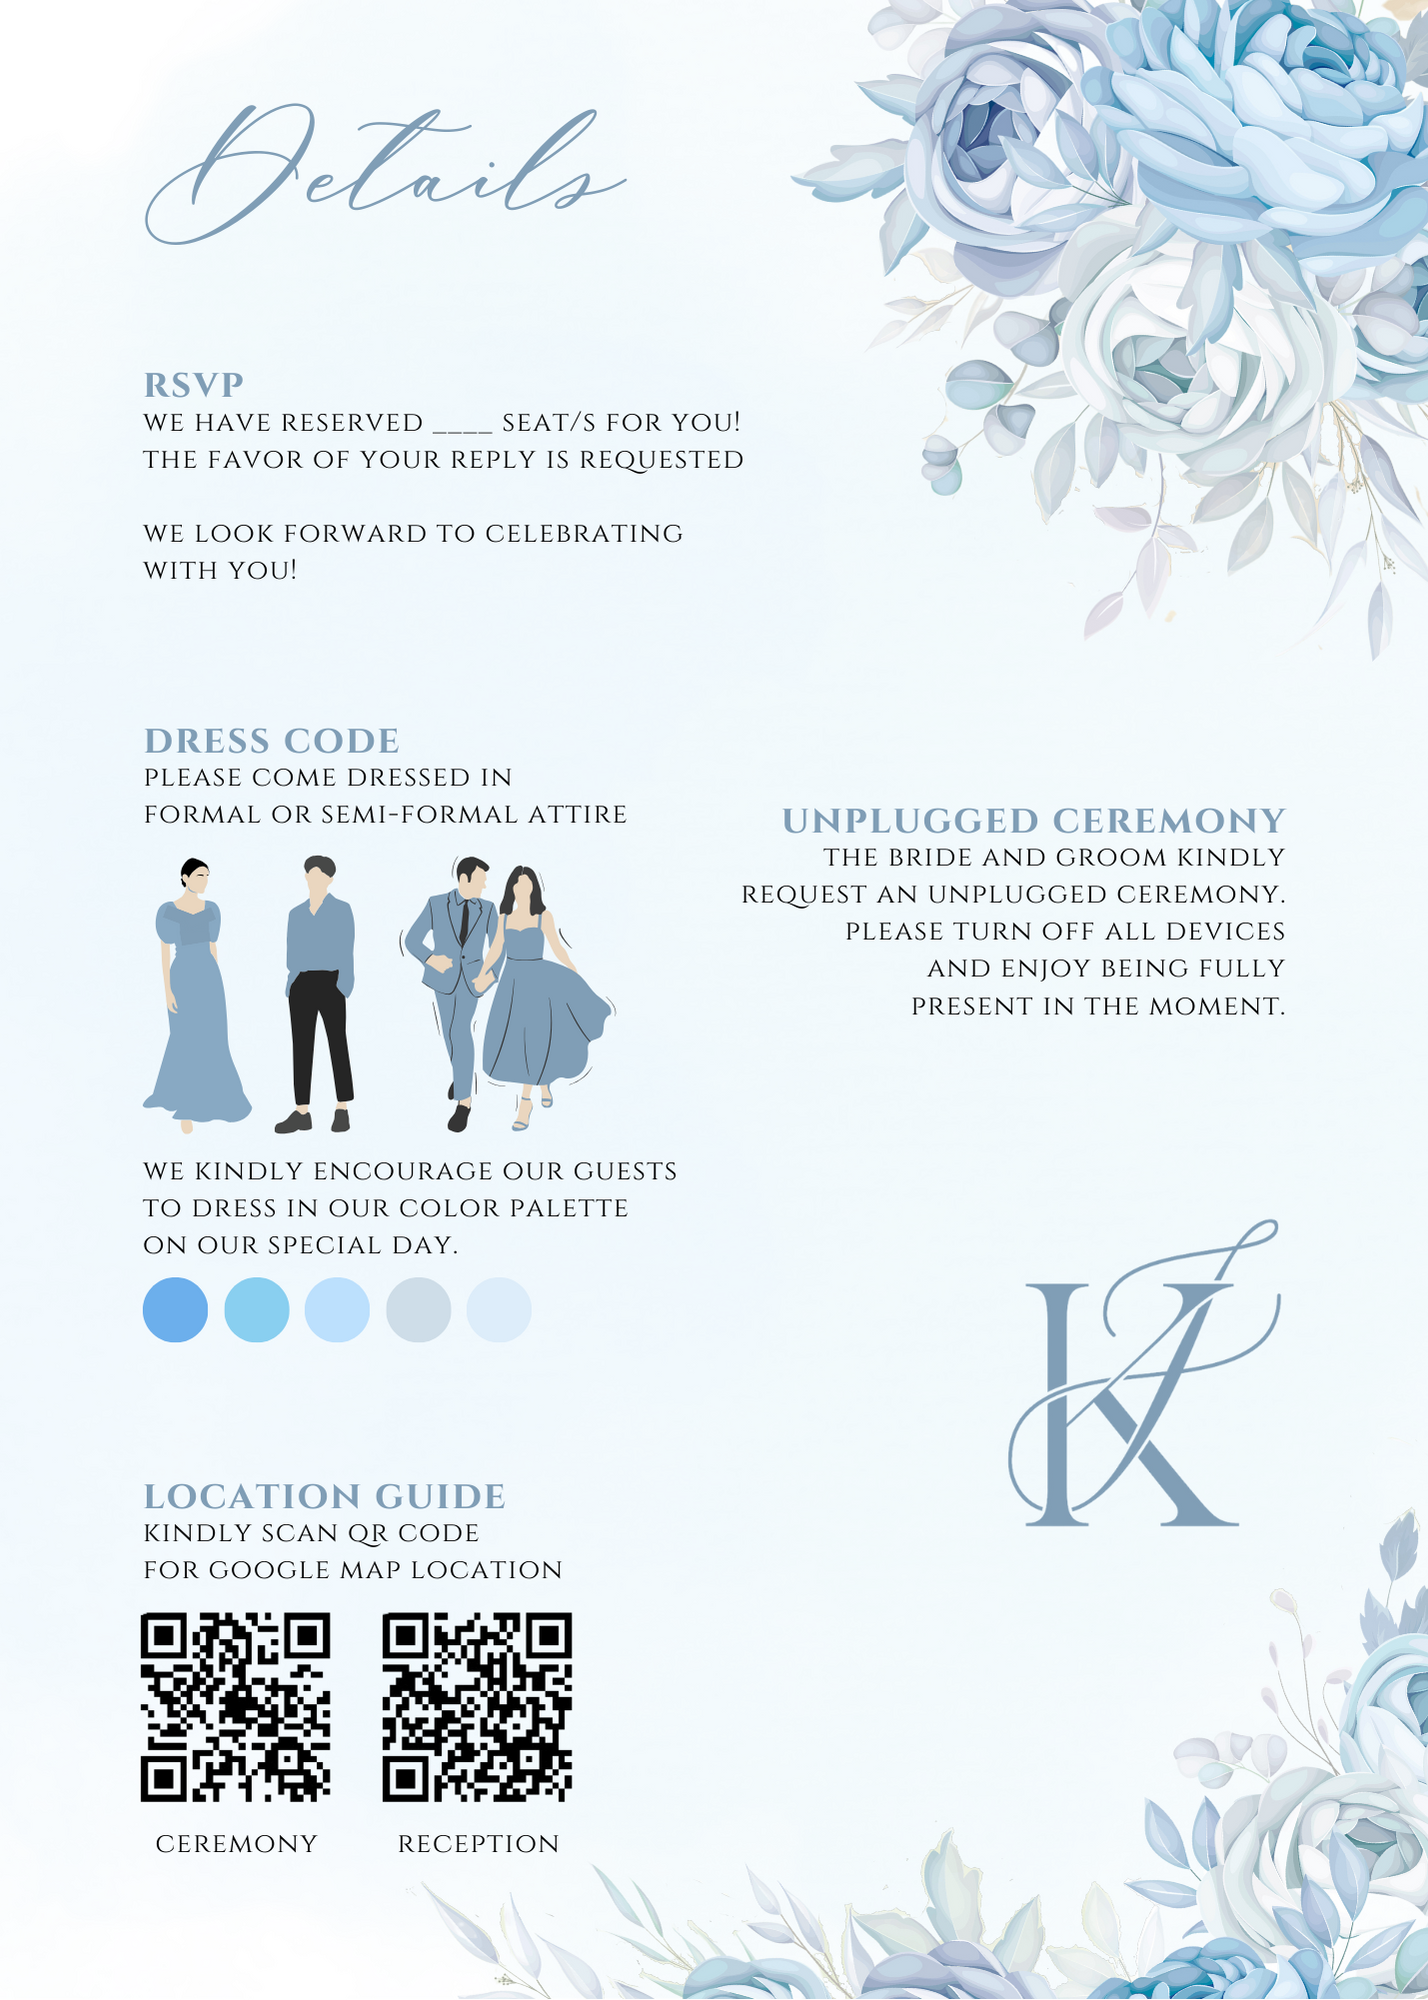 Details
RSVP
WE HAVE RESERVED ____ SEAT/S FOR YOU!
THE FAVOR OF YOUR REPLY IS REQUESTED
WE LOOK FORWARD TO CELEBRATING
WITH YOU!
DRESS CODE
PLEASE COME DRESSED IN
FORMAL OR SEMI-FORMAL ATTIRE
WE KINDLY ENCOURAGE OUR GUESTS
TO DRESS IN OUR COLOR PALETTE
ON OUR SPECIAL DAY.
UNPLUGGED CEREMONY
THE BRIDE AND GROOM KINDLY
REQUEST AN UNPLUGGED CEREMONY.
PLEASE TURN OFF ALL DEVICES
AND ENJOY BEING FULLY
PRESENT IN THE MOMENT.
LOCATION GUIDE
KINDLY SCAN QR CODE
FOR GOOGLE MAP LOCATION
CEREMONY
RECEPTION